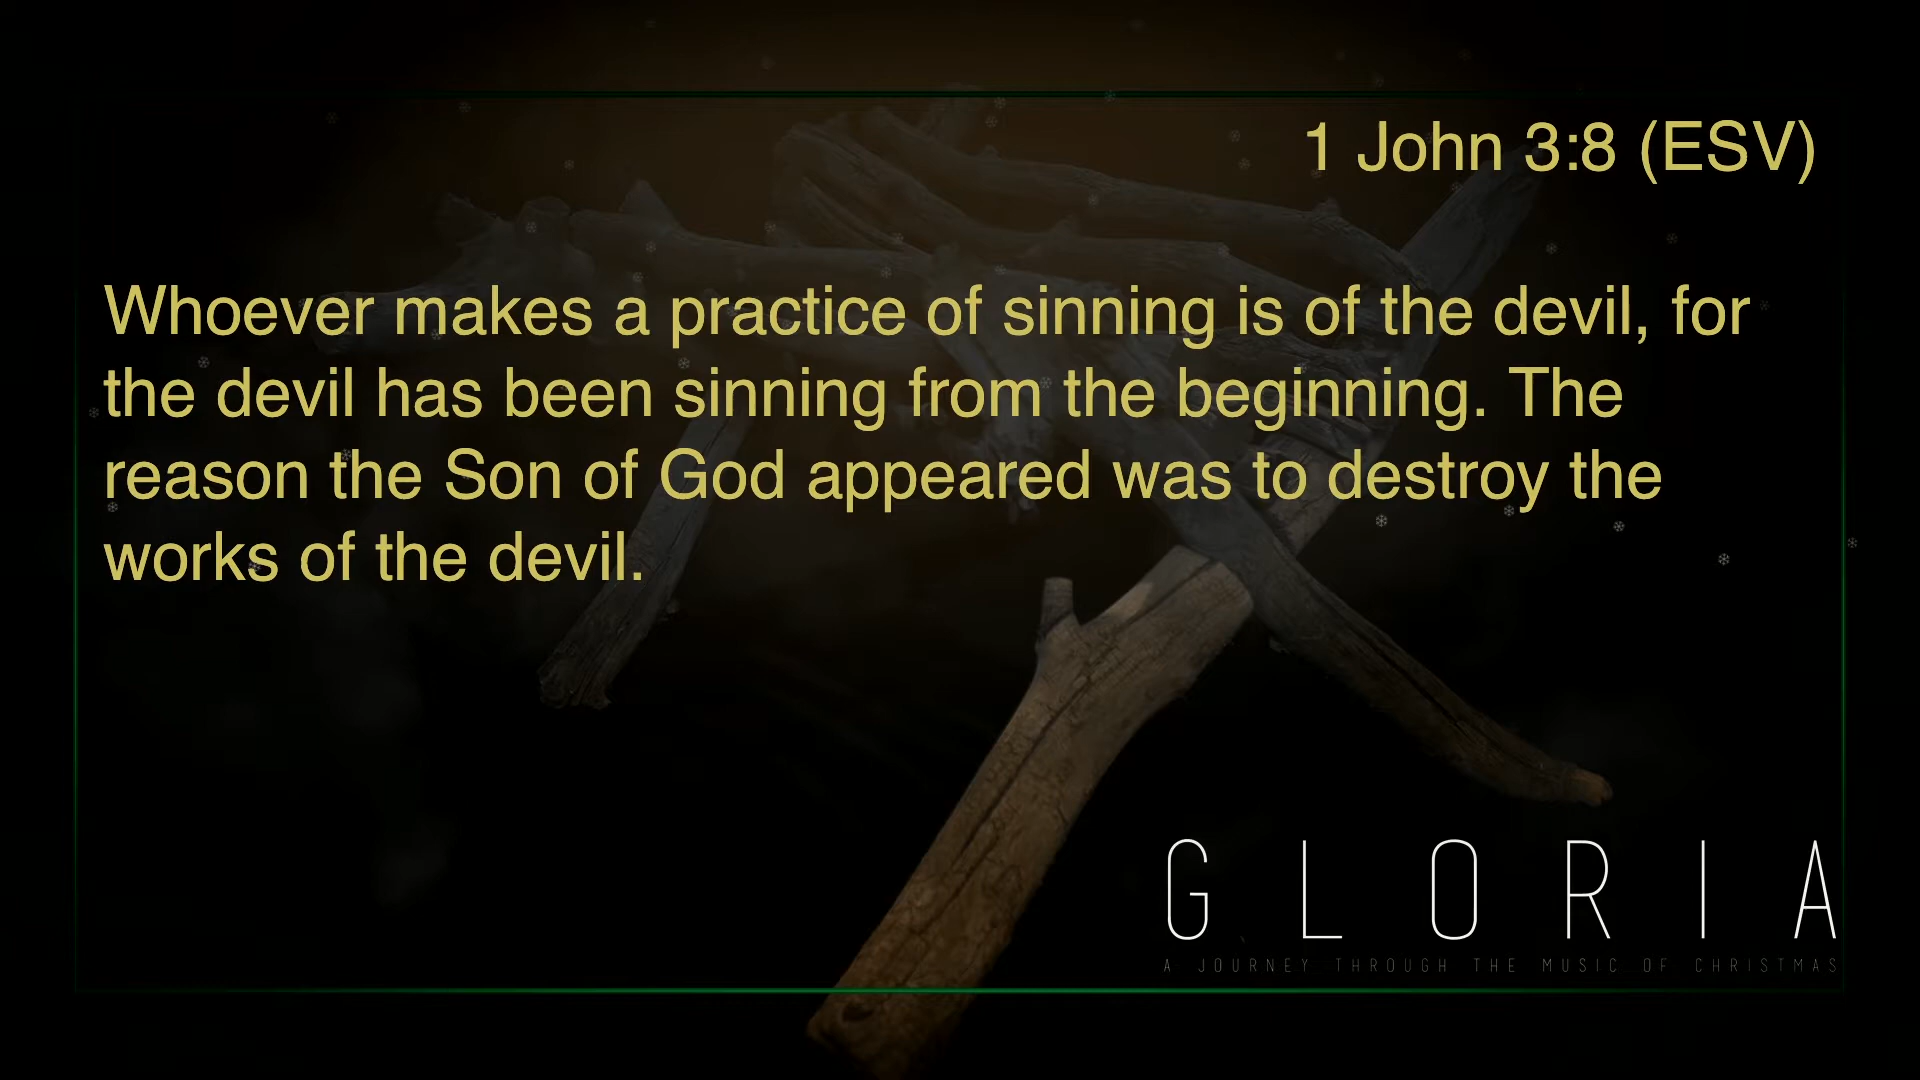 1 John 3:8 (ESV)
Whoever makes a practice of sinning is of the devil, for
the devil has been sinning from the beginning. The
reason the Son of God appeared was to destroy the
works of the devil.
GLORIA
A JOURNEY THROUGH THE MUSIC OF CHRISTMAS